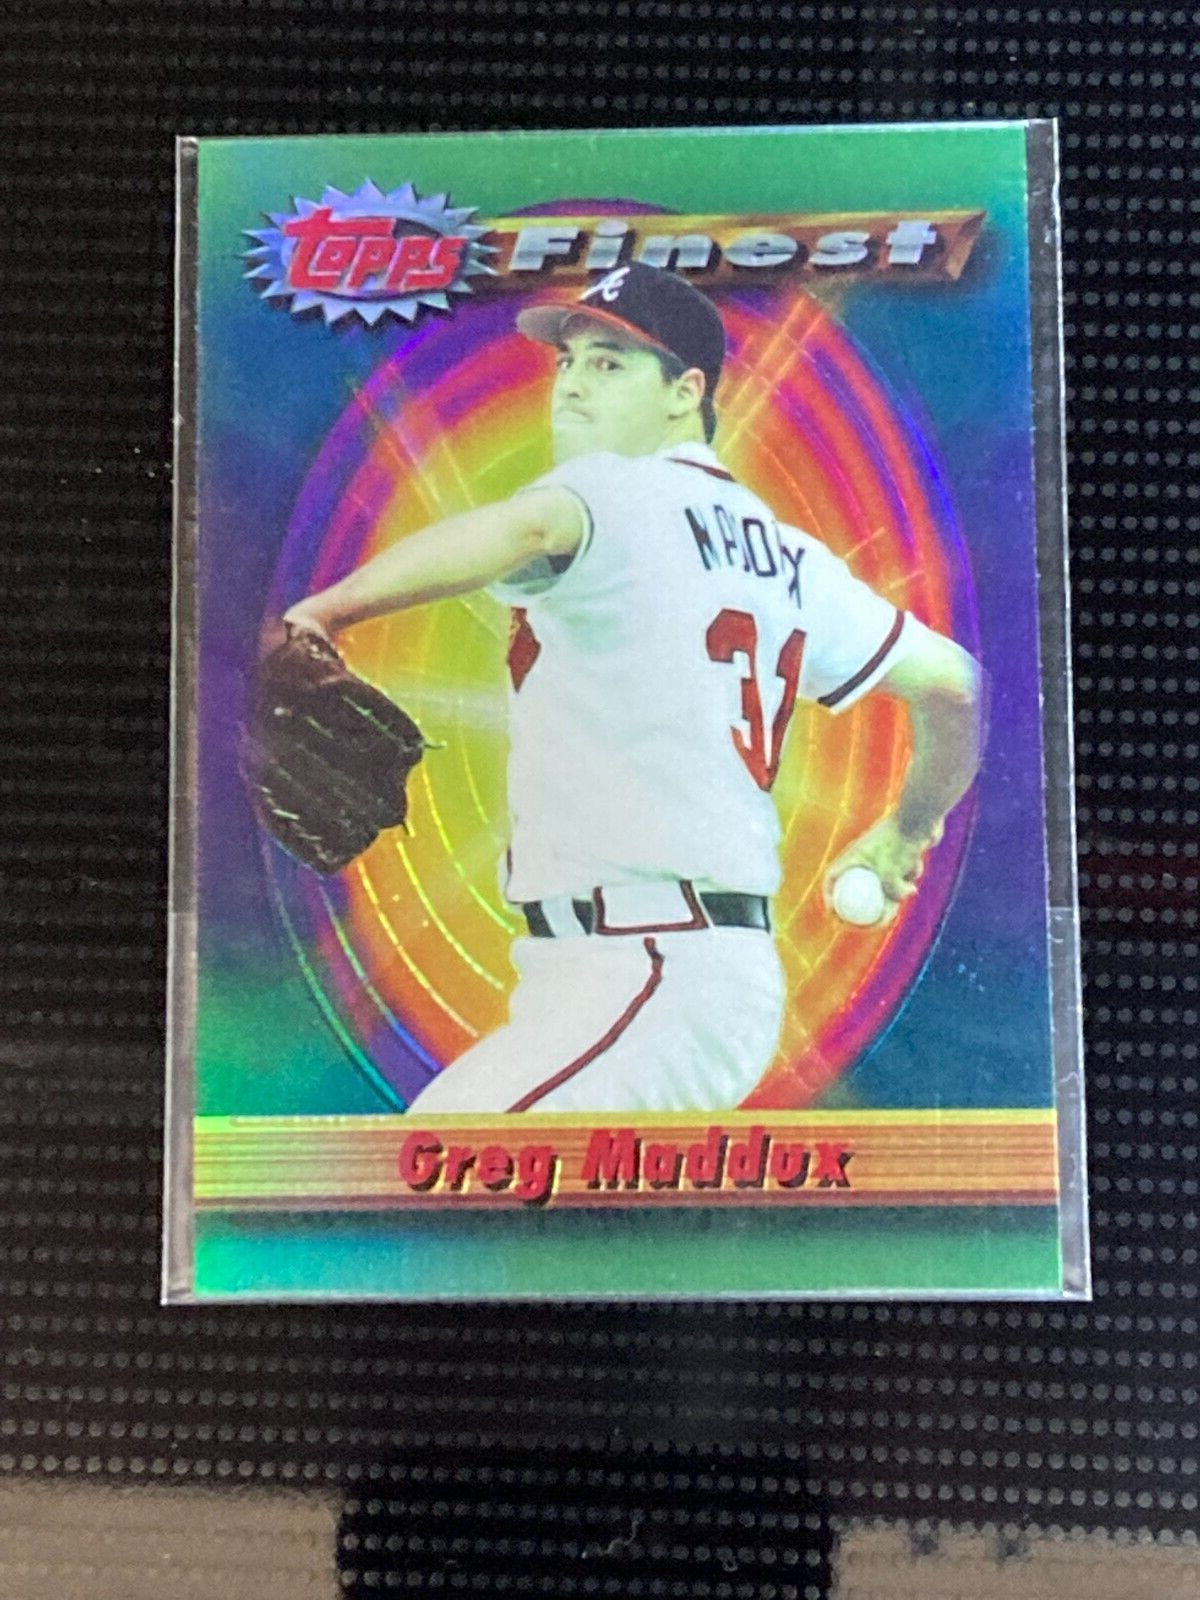 Topps Finest
A
MADDUX
31
Greg Maddux